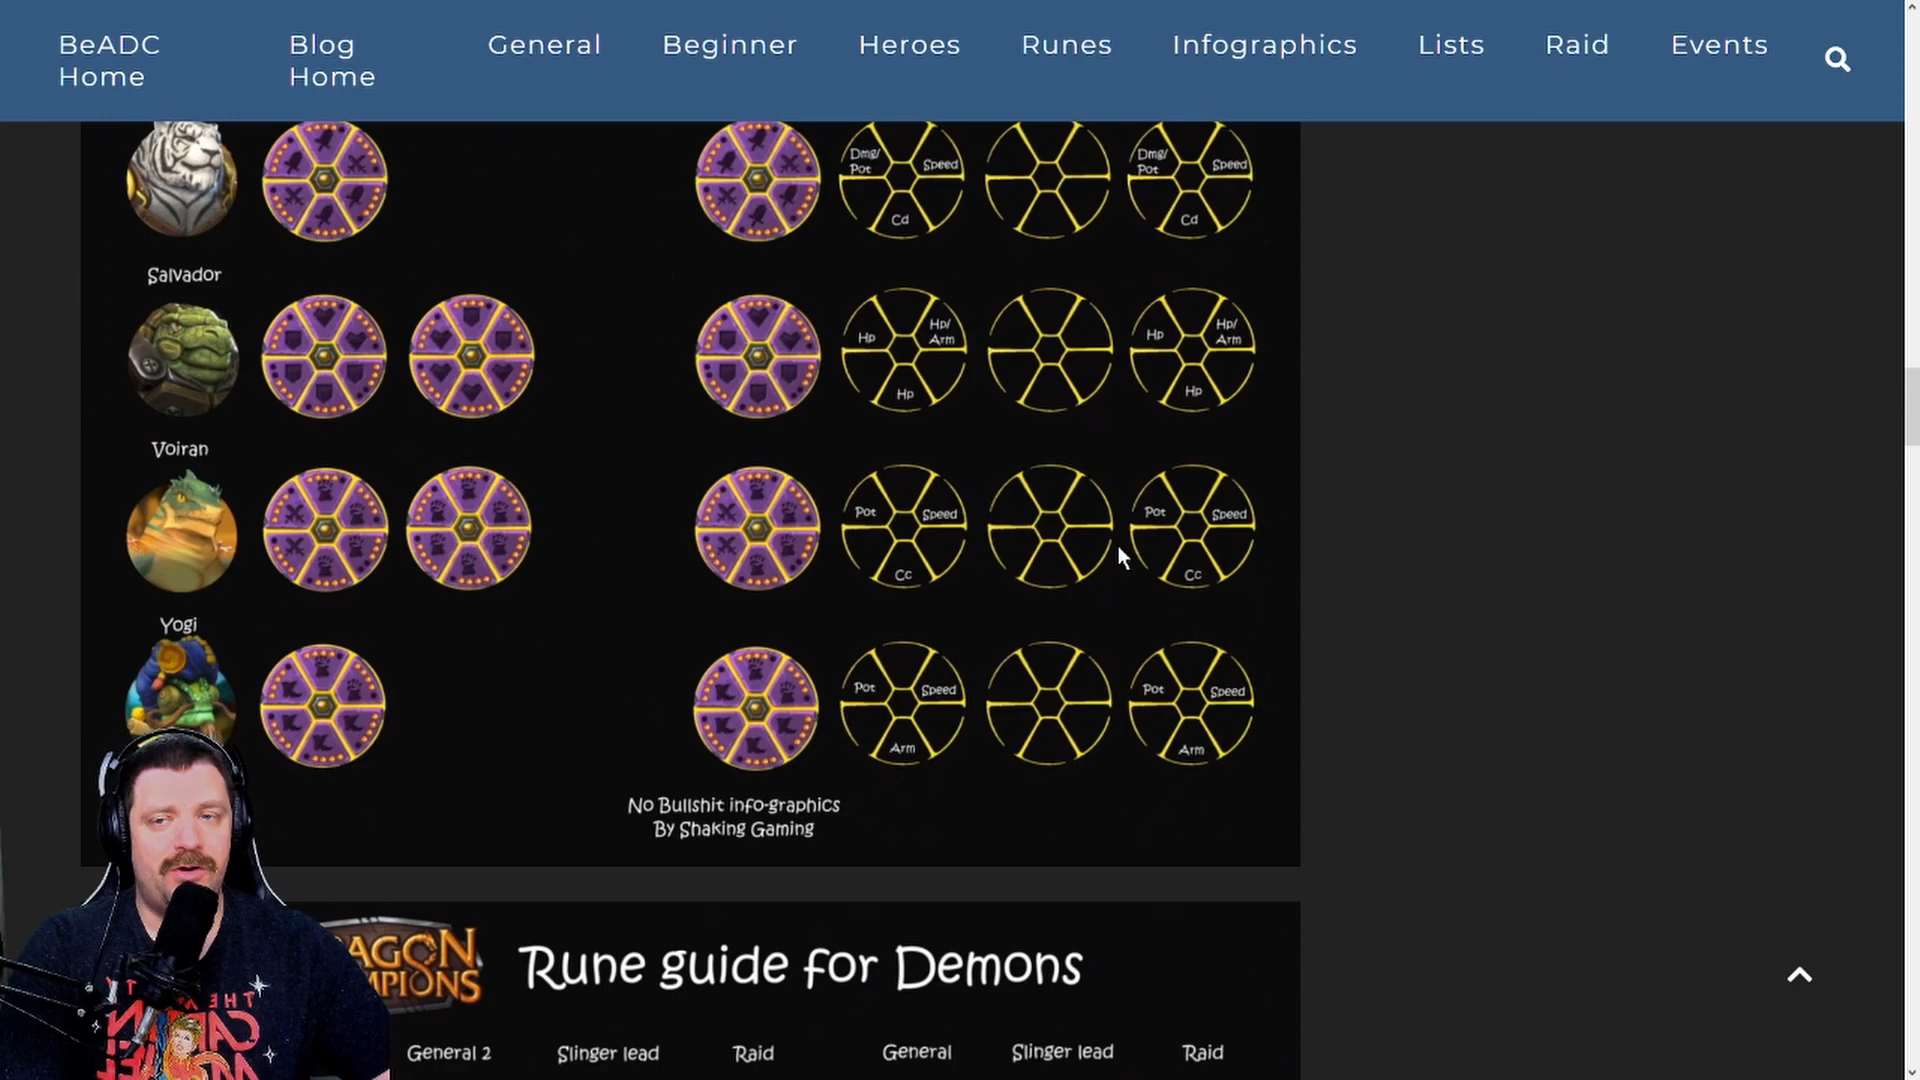 BeADC
Home
Blog
Home
General
Beginner
Heroes
Runes
Infographics
Lists
Raid
Events
Dmg/
Pot
Speed
Cd
Dmg/
Pot
Speed
Cd
Salvador
Hp
Hp/
Arm
Hp
Hp
Hp/
Arm
Hp
Voiran
Pot
Speed
Cc
Pot
Speed
Cc
Yogi
Pot
Speed
Arm
Pot
Speed
Arm
No Bullshit info-graphics
By Shaking Gaming
Rune guide for Demons
General 2
Slinger lead
Raid
General
Slinger lead
Raid